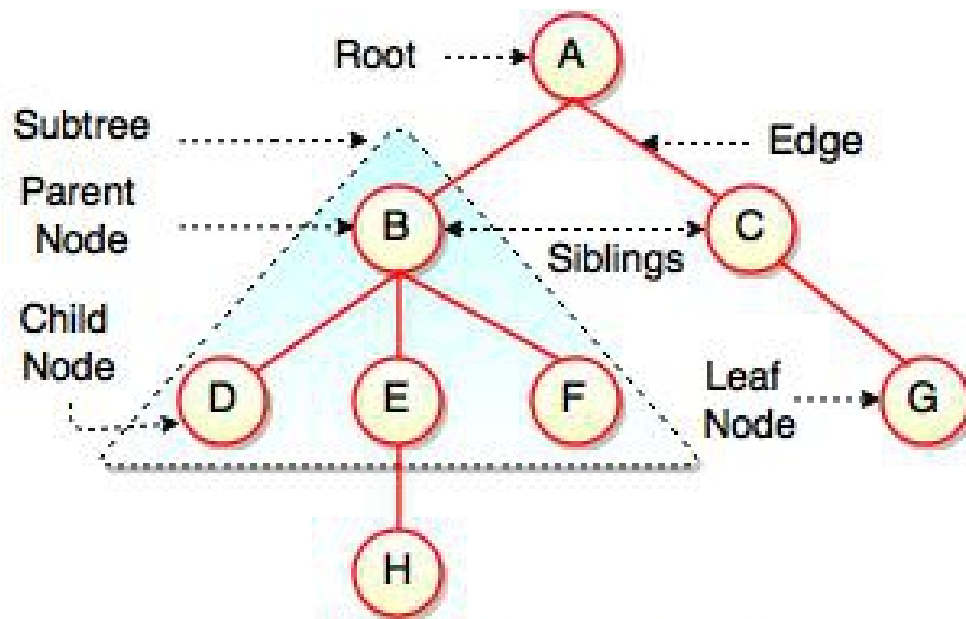 Root
A
Subtree
Edge
Parent
Node
B
C
Siblings
Child
Node
D
E
F
Leaf
Node
G
H